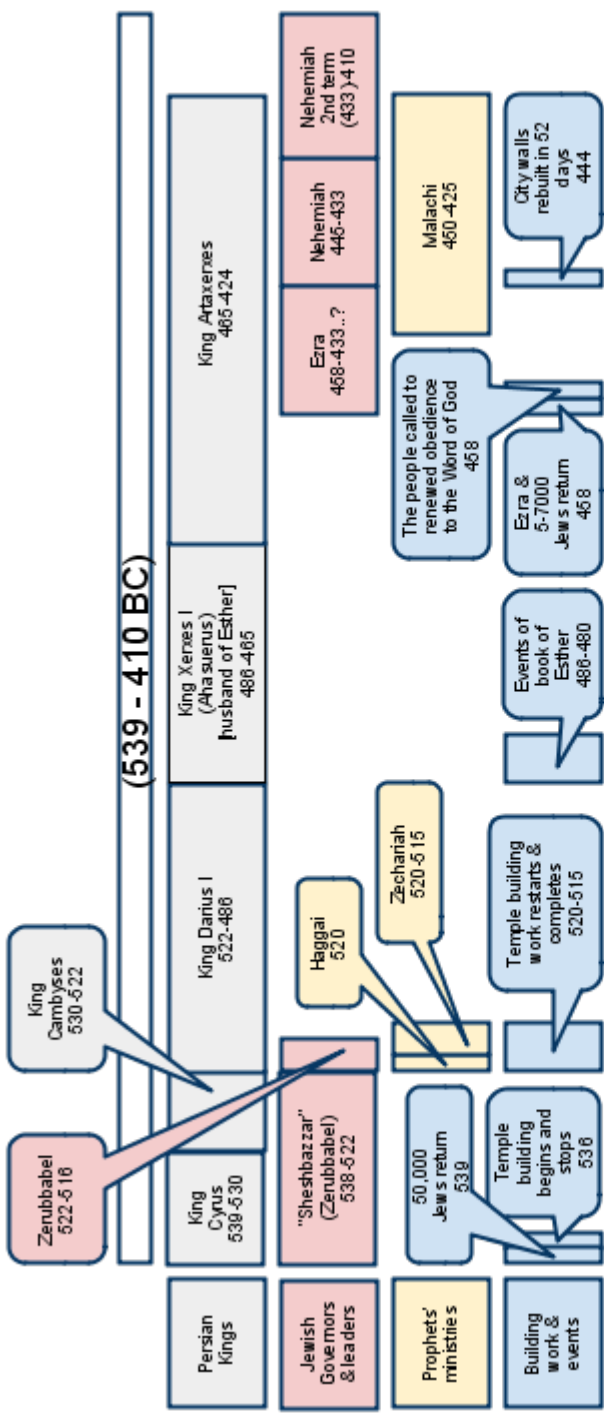 (539 - 410 BC)
Zerubbabel
522-516
King
Cambyses
530-522
Persian
Kings
King
Cyrus
539-530
King Darius I
522-486
King Xerxes I
(Ahasuerus)
[husband of Esther]
486-465
King Artaxerxes
465-424
Jewish
Governors
& leaders
"Sheshbazzar"
(Zerubbabel)
538-522
Ezra
458-433..?
Nehemiah
445-433
Nehemiah
2nd term
(433)-410
Prophets'
ministries
Haggai
520
Zechariah
520-515
Malachi
450-425
Building
work &
events
50,000
Jews return
539
Temple
building
begins and
stops
536
Temple building
work restarts &
completes
520-515
Events of
book of
Esther
486-480
The people called to
renewed obedience
to the Word of God
458
Ezra &
5-7000
Jews return
458
City walls
rebuilt in 52
days
444